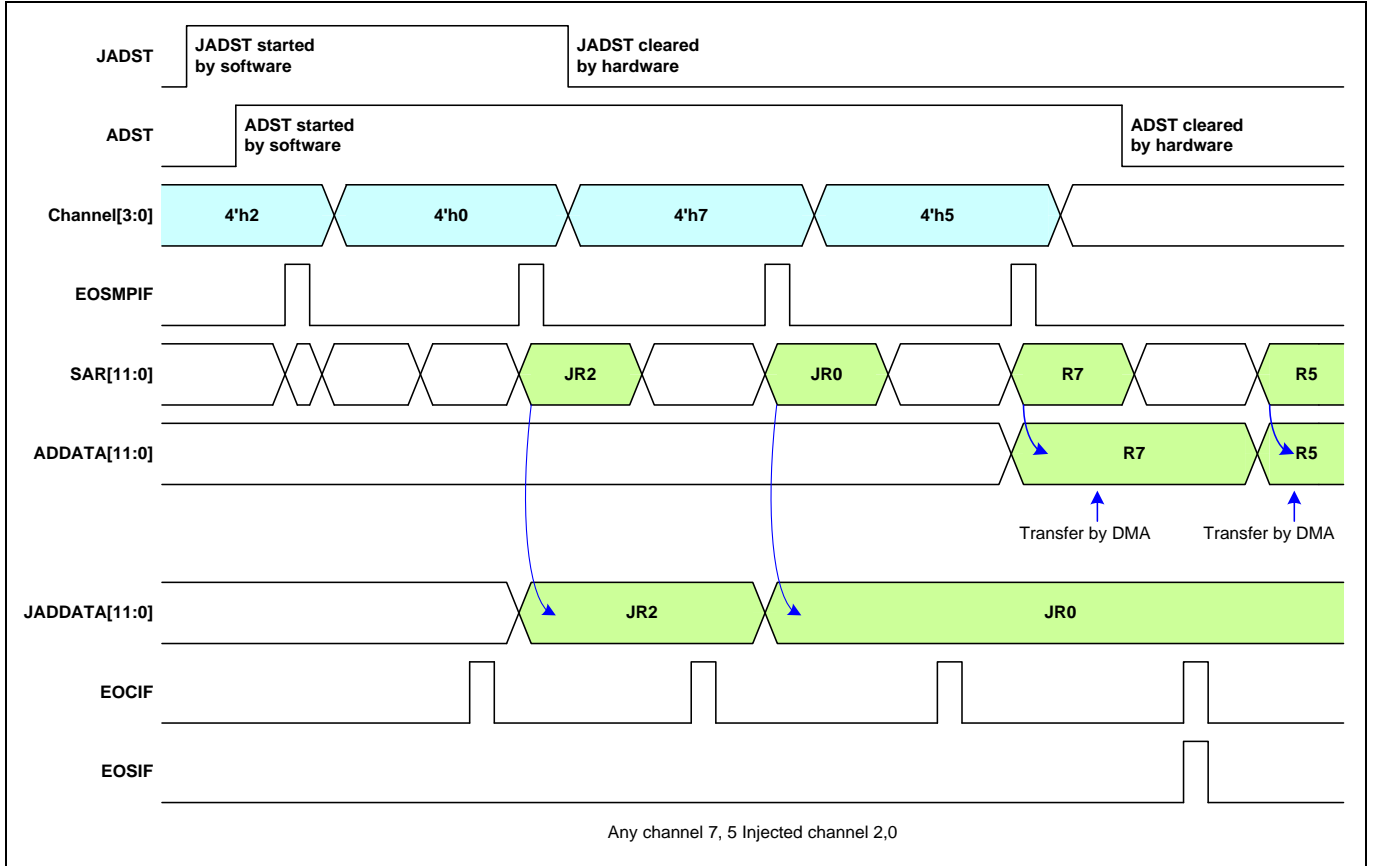 JADST
JADST started
by software
JADST cleared
by hardware
ADST
ADST started
by software
ADST cleared
by hardware
Channel[3:0]
4'h2
4'h0
4'h7
4'h5
EOSMPIF
SAR[11:0]
JR2
JR0
R7
R5
ADDATA[11:0]
R7
R5
Transfer by DMA
Transfer by DMA
JADDATA[11:0]
JR2
JR0
EOCIF
EOSIF
Any channel 7, 5 Injected channel 2,0